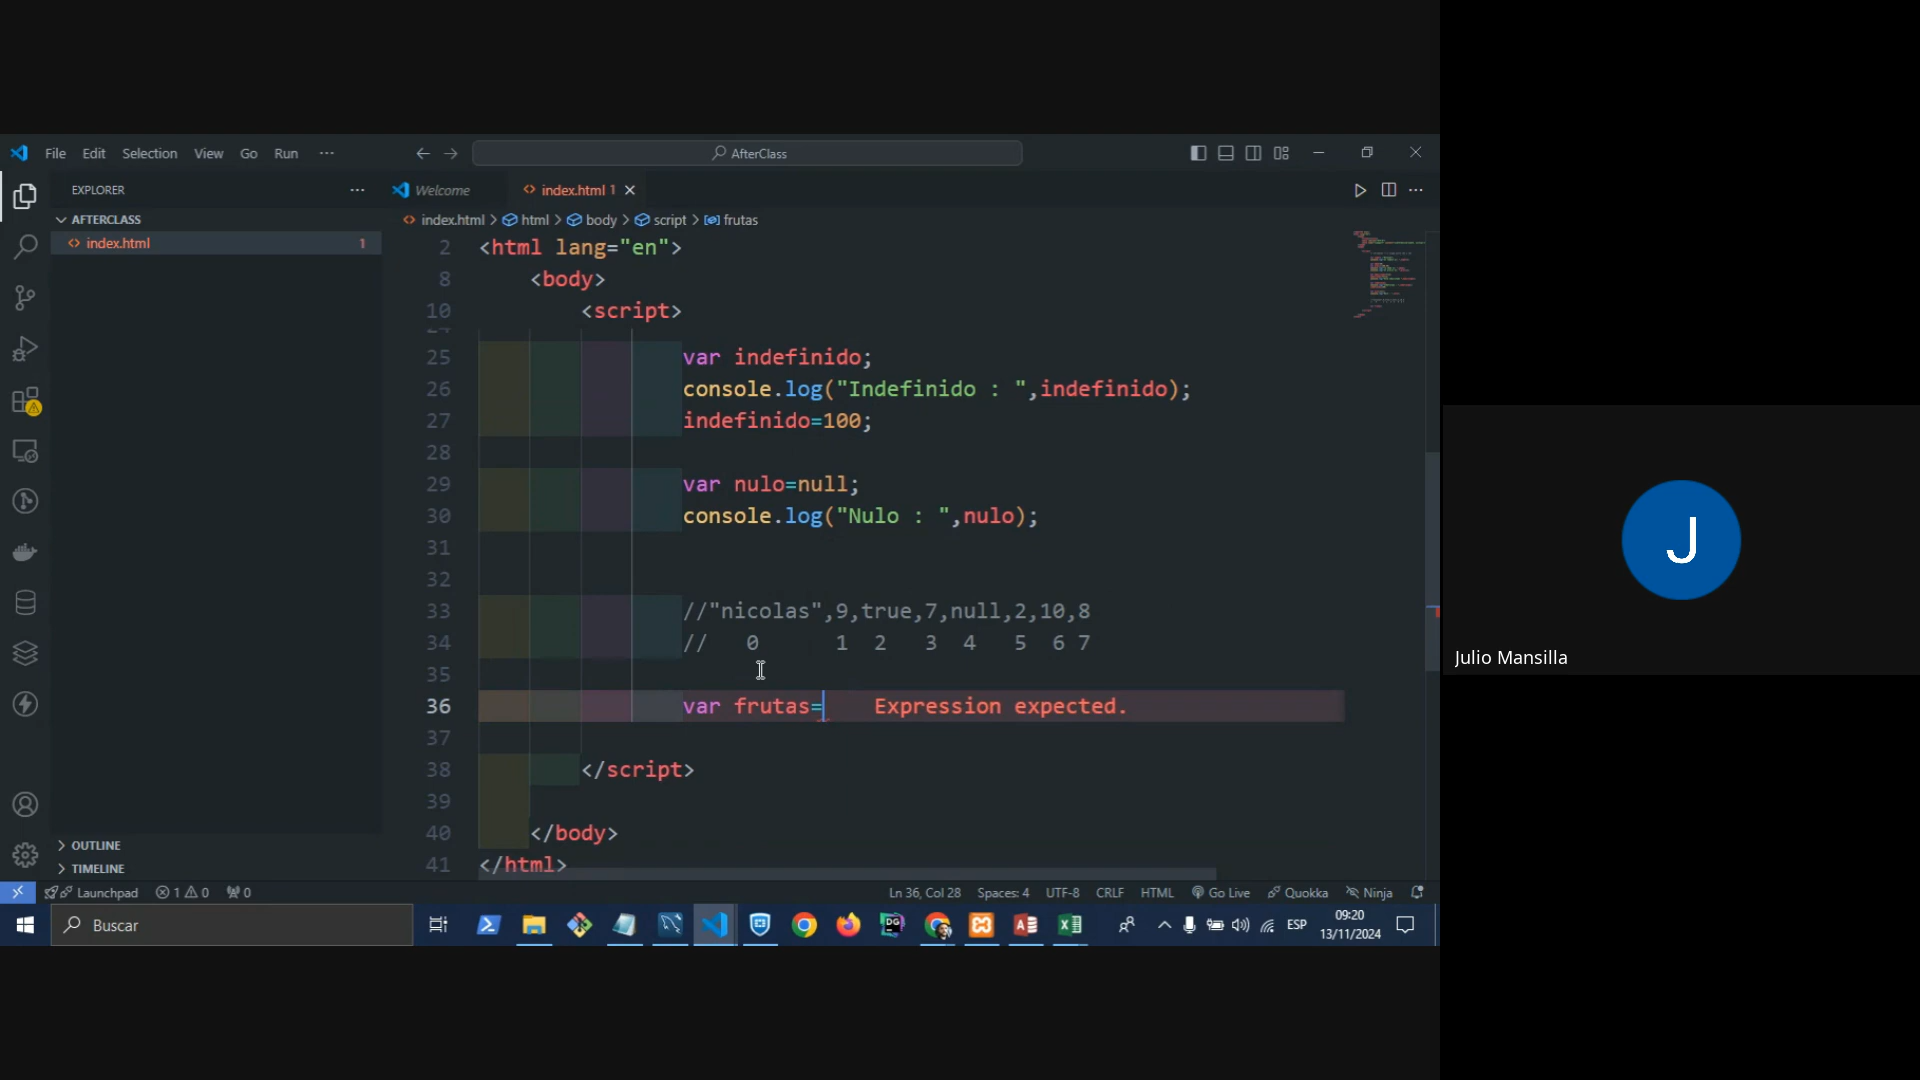 File Edit Selection View Go Run ··· AfterClass
EXPLORER ···
Welcome
index.html 1
AFTERCLASS
index.html > html > body > script > frutas
index.html 1
2 <html lang="en">
8 <body>
10 <script>
25 var indefinido;
26 console.log("Indefinido : ",indefinido);
27 indefinido=100;
28
29 var nulo=null;
30 console.log("Nulo : ",nulo);
31
32
33 //"nicolas",9,true,7,null,2,10,8
34 // 0 1 2 3 4 5 6 7
35
36 var frutas= Expression expected.
37
38 </script>
39
40 </body>
41 </html>
OUTLINE
TIMELINE
Launchpad 1 0 0 Ln 36, Col 28 Spaces: 4 UTF-8 CRLF HTML Go Live Quokka Ninja
Buscar
DG
ESP
09:20
13/11/2024
J
Julio Mansilla